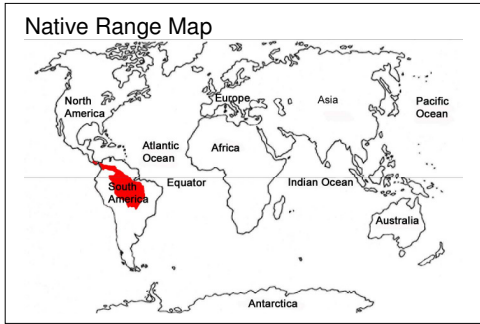 Native Range Map
North
America
Europe
Asia
Pacific
Ocean
Atlantic
Ocean
Africa
South
America
Equator
Indian Ocean
Australia
Antarctica